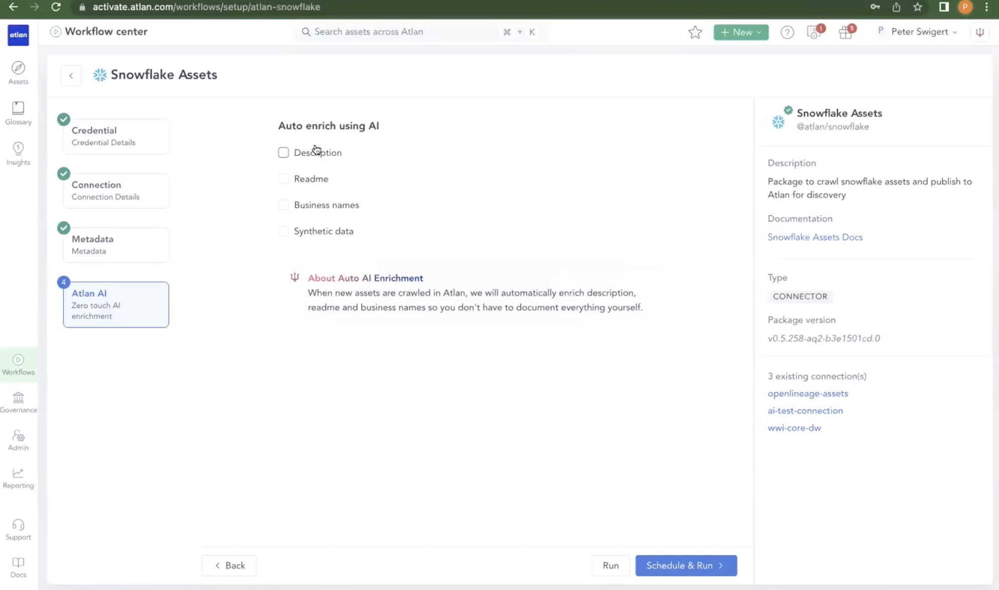 activate.atlan.com/workflows/setup/atlan-snowflake
P
atlan
Workflow center
Search assets across Atlan
⌘ + K
+ New
?
1
5
P
Peter Swigert
Assets
Glossary
Insights
Workflows
Governance
Admin
Reporting
Support
Docs
Snowflake Assets
Credential
Credential Details
Connection
Connection Details
Metadata
Metadata
4
Atlan AI
Zero touch AI
enrichment
Auto enrich using AI
Description
Readme
Business names
Synthetic data
About Auto AI Enrichment
When new assets are crawled in Atlan, we will automatically enrich description,
readme and business names so you don't have to document everything yourself.
Back
Run
Schedule & Run
Snowflake Assets
@atlan/snowflake
Description
Package to crawl snowflake assets and publish to
Atlan for discovery
Documentation
Snowflake Assets Docs
Type
CONNECTOR
Package version
v0.5.258-aq2-b3e1501cd.0
3 existing connection(s)
openlineage-assets
ai-test-connection
wwi-core-dw